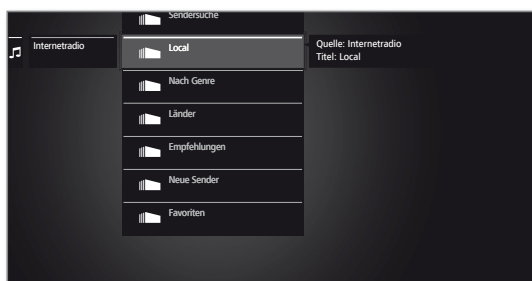 Sendersuche
Internetradio
Local
Quelle: Internetradio
Titel: Local
Nach Genre
Länder
Empfehlungen
Neue Sender
Favoriten